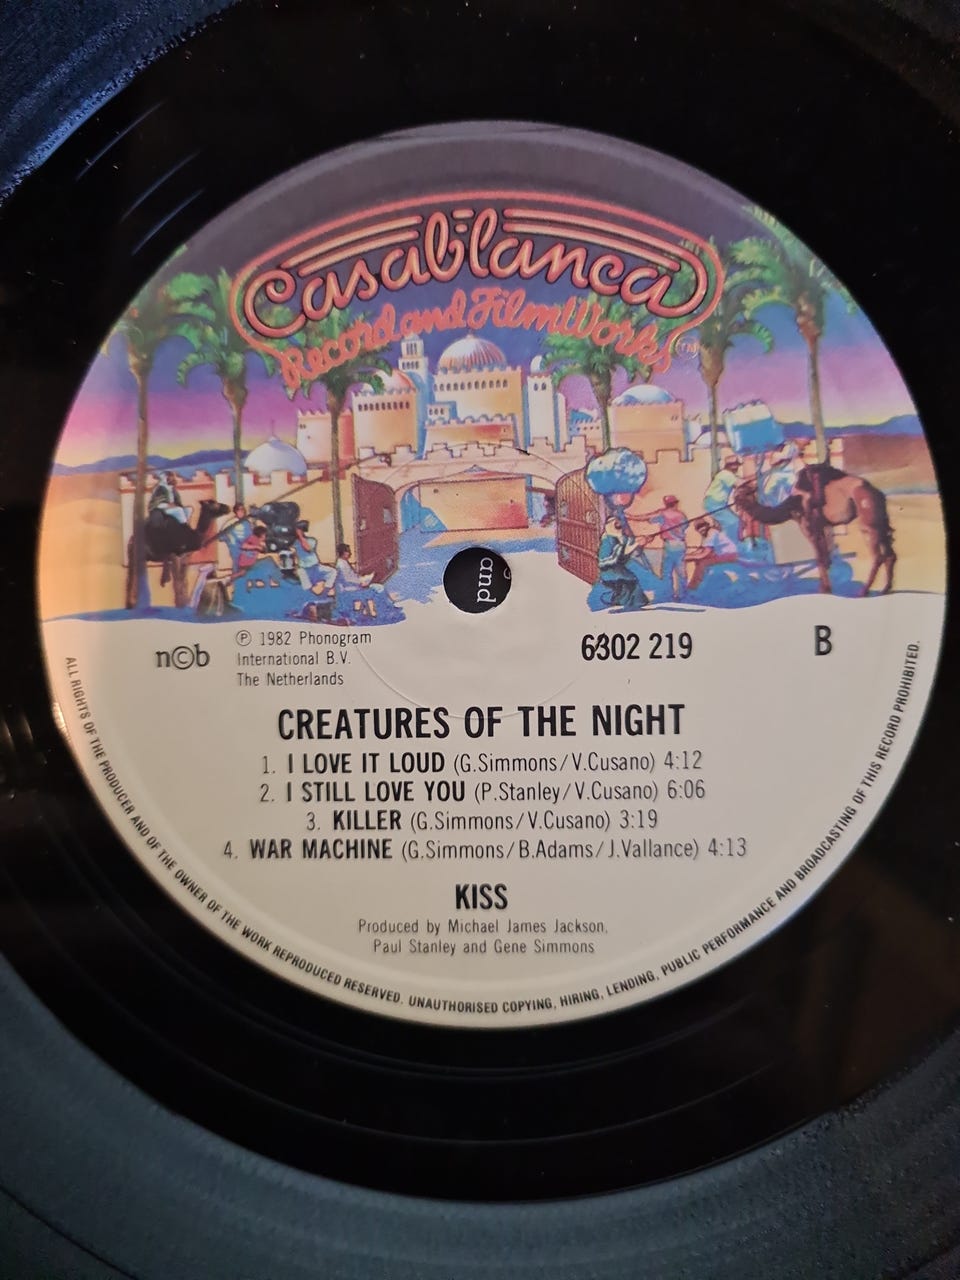 Casablanca
Record and FilmWorks
TM
and
n©b
℗ 1982 Phonogram
International B.V.
The Netherlands
6302 219
B
CREATURES OF THE NIGHT
1. I LOVE IT LOUD (G.Simmons/V.Cusano) 4:12
2. I STILL LOVE YOU (P.Stanley/V.Cusano) 6:06
3. KILLER (G.Simmons/V.Cusano) 3:19
4. WAR MACHINE (G.Simmons/B.Adams/J.Vallance) 4:13
KISS
Produced by Michael James Jackson,
Paul Stanley and Gene Simmons
ALL RIGHTS OF THE PRODUCER AND OF THE OWNER OF THE WORK REPRODUCED RESERVED. UNAUTHORISED COPYING, HIRING, LENDING, PUBLIC PERFORMANCE AND BROADCASTING OF THIS RECORD PROHIBITED.